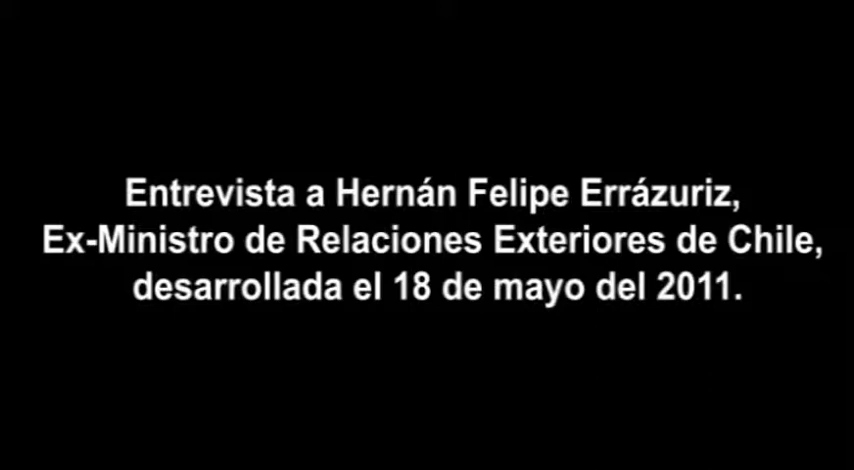 Entrevista a Hernán Felipe Errázuriz,
Ex-Ministro de Relaciones Exteriores de Chile,
desarrollada el 18 de mayo del 2011.